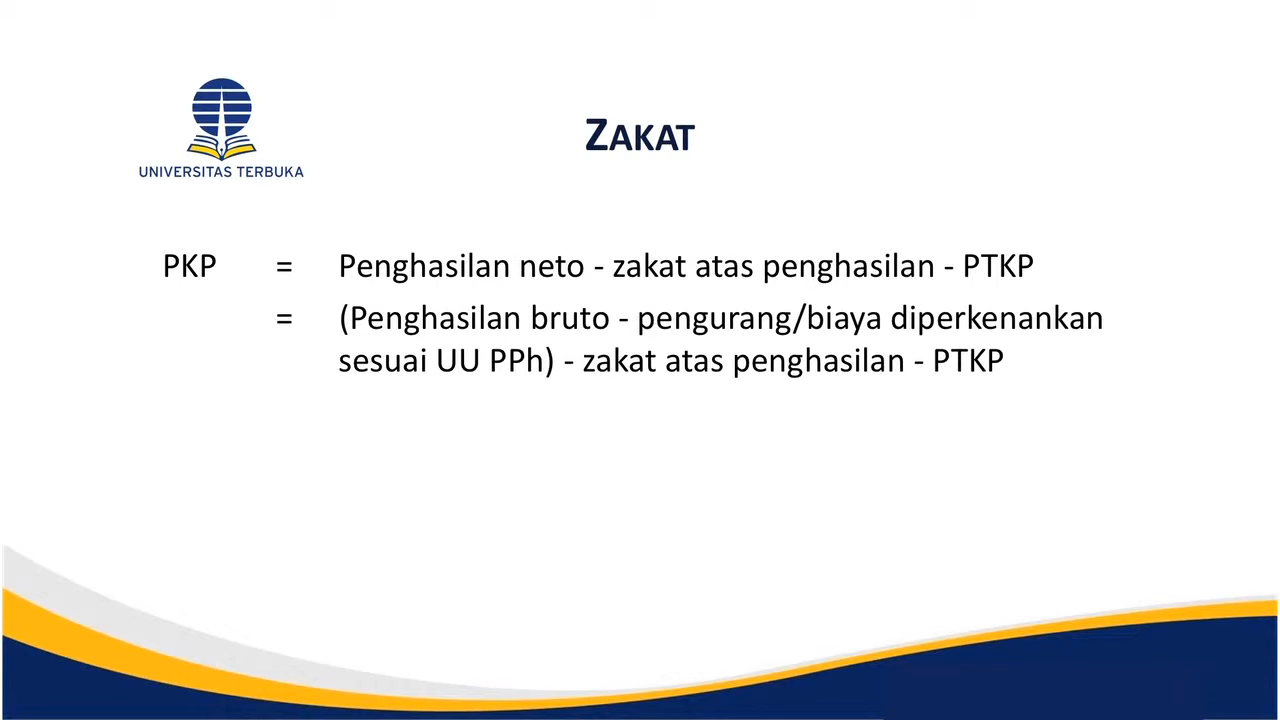 UNIVERSITAS TERBUKA
ZAKAT
PKP = Penghasilan neto - zakat atas penghasilan - PTKP
= (Penghasilan bruto - pengurang/biaya diperkenankan
sesuai UU PPh) - zakat atas penghasilan - PTKP